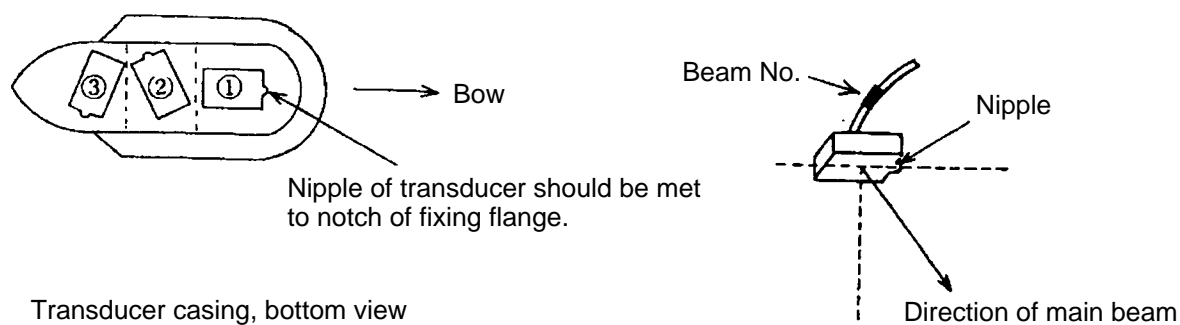 ③ ② ①
Bow
Nipple of transducer should be met
to notch of fixing flange.
Transducer casing, bottom view
Beam No.
Nipple
Direction of main beam